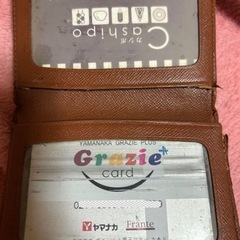 カシポ
Cashipo
YAMANAKA GRAZIE PLUS
Grazie+
card
ヤマナカ Frante